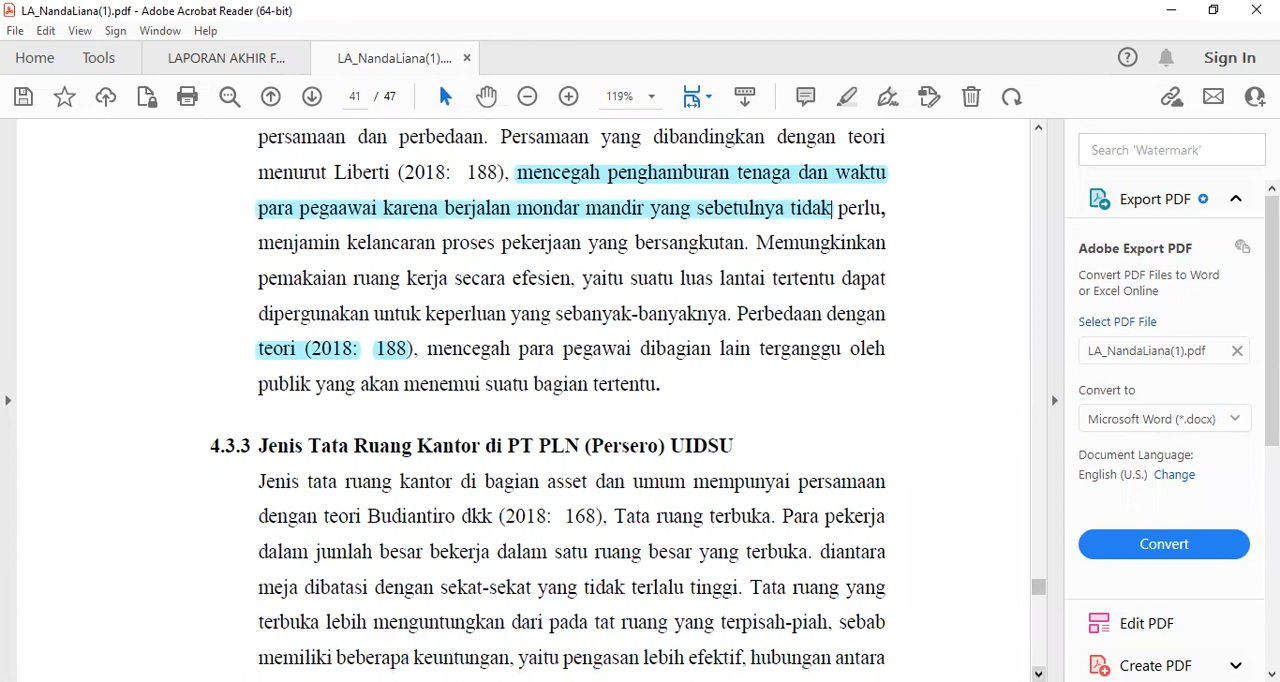 LA_NandaLiana(1).pdf - Adobe Acrobat Reader (64-bit)
File Edit View Sign Window Help
Home Tools LAPORAN AKHIR F... LA_NandaLiana(1).... × Sign In
41 / 47 119%
persamaan dan perbedaan. Persamaan yang dibandingkan dengan teori
menurut Liberti (2018: 188), mencegah penghamburan tenaga dan waktu
para pegaawai karena berjalan mondar mandir yang sebetulnya tidak perlu,
menjamin kelancaran proses pekerjaan yang bersangkutan. Memungkinkan
pemakaian ruang kerja secara efesien, yaitu suatu luas lantai tertentu dapat
dipergunakan untuk keperluan yang sebanyak-banyaknya. Perbedaan dengan
teori (2018: 188), mencegah para pegawai dibagian lain terganggu oleh
publik yang akan menemui suatu bagian tertentu.
4.3.3 Jenis Tata Ruang Kantor di PT PLN (Persero) UIDSU
Jenis tata ruang kantor di bagian asset dan umum mempunyai persamaan
dengan teori Budiantiro dkk (2018: 168), Tata ruang terbuka. Para pekerja
dalam jumlah besar bekerja dalam satu ruang besar yang terbuka. diantara
meja dibatasi dengan sekat-sekat yang tidak terlalu tinggi. Tata ruang yang
terbuka lebih menguntungkan dari pada tat ruang yang terpisah-piah, sebab
memiliki beberapa keuntungan, yaitu pengasan lebih efektif, hubungan antara
Search 'Watermark'
Export PDF
Adobe Export PDF
Convert PDF Files to Word
or Excel Online
Select PDF File
LA_NandaLiana(1).pdf
Convert to
Microsoft Word (*.docx)
Document Language:
English (U.S.) Change
Convert
Edit PDF
Create PDF